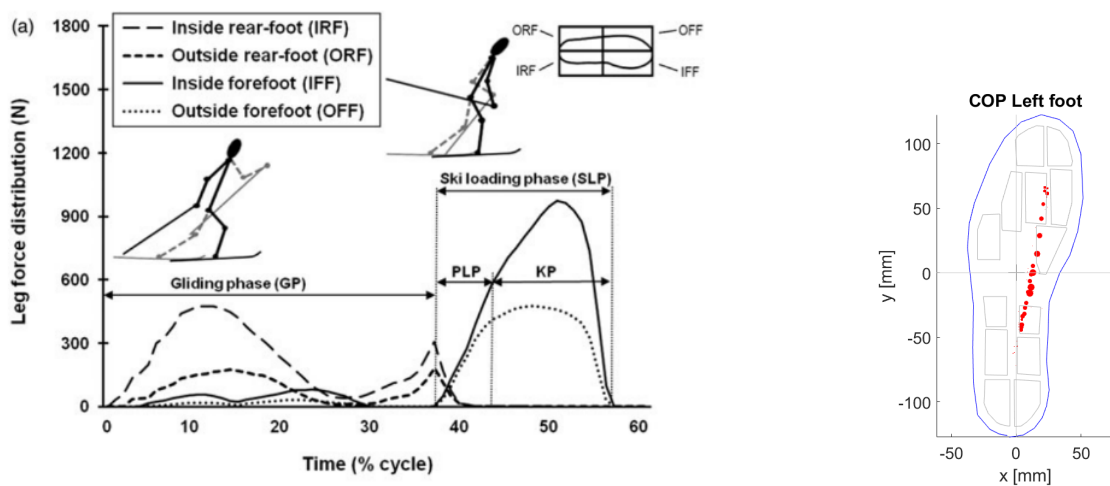 (a)
1800
1500
1200
900
600
300
0
Leg force distribution (N)
Inside rear-foot (IRF)
Outside rear-foot (ORF)
Inside forefoot (IFF)
Outside forefoot (OFF)
ORF
OFF
IRF
IFF
Ski loading phase (SLP)
PLP
KP
Gliding phase (GP)
0
10
20
30
40
50
60
Time (% cycle)
COP Left foot
100
50
0
-50
-100
y [mm]
-50
0
50
x [mm]